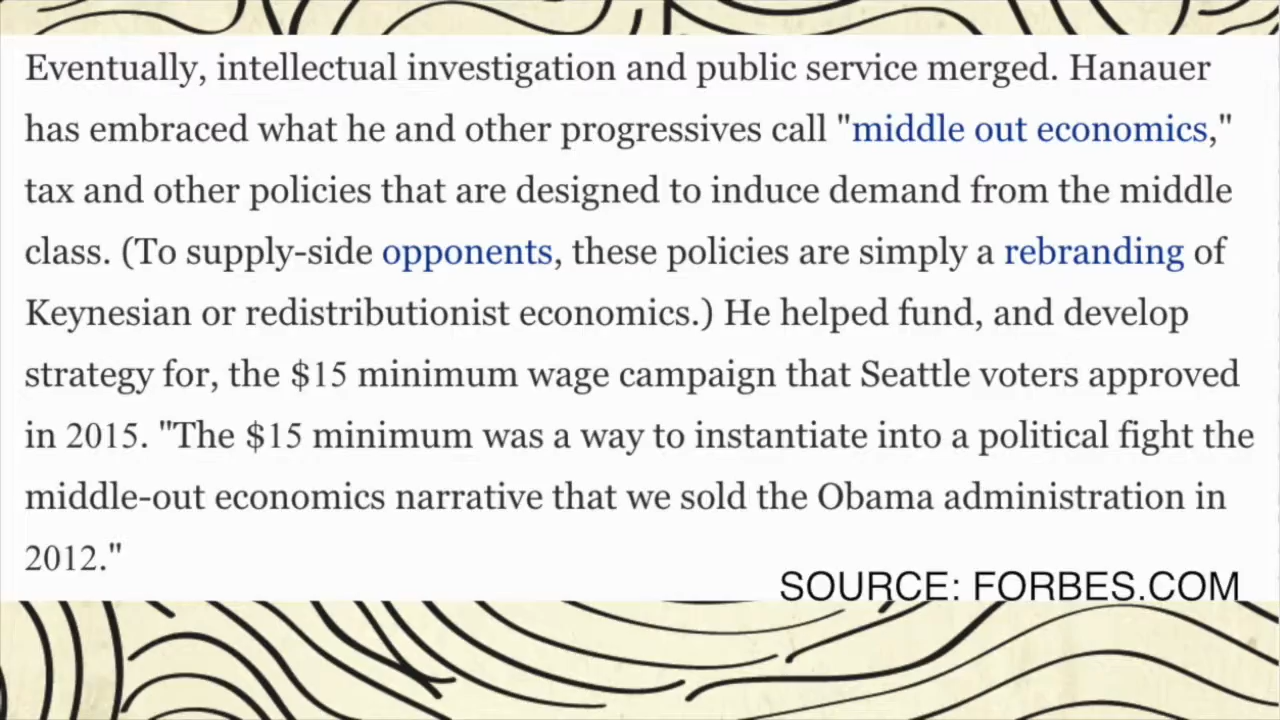 Eventually, intellectual investigation and public service merged. Hanauer
has embraced what he and other progressives call "middle out economics,"
tax and other policies that are designed to induce demand from the middle
class. (To supply-side opponents, these policies are simply a rebranding of
Keynesian or redistributionist economics.) He helped fund, and develop
strategy for, the $15 minimum wage campaign that Seattle voters approved
in 2015. "The $15 minimum was a way to instantiate into a political fight the
middle-out economics narrative that we sold the Obama administration in
2012."
SOURCE: FORBES.COM